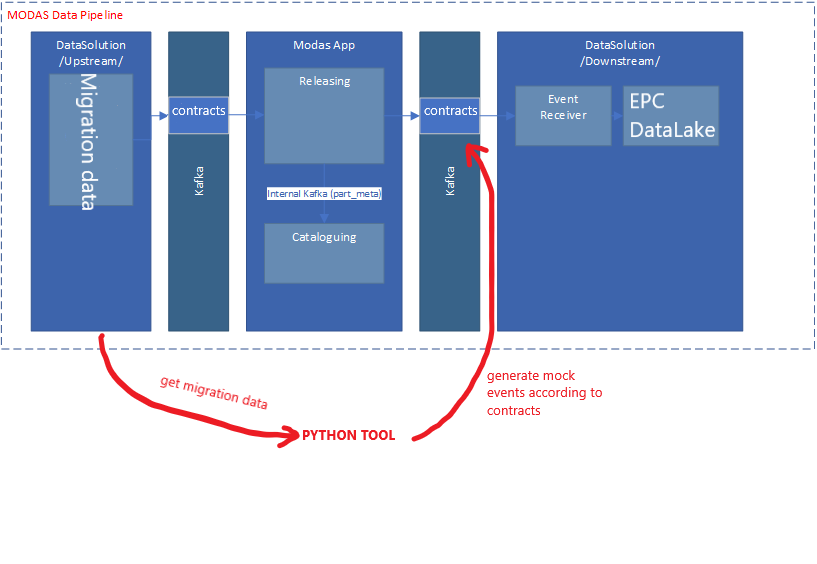 MODAS Data Pipeline
DataSolution
/Upstream/
Migration data
contracts
Kafka
Modas App
Releasing
Internal Kafka (part_meta)
Cataloguing
contracts
Kafka
DataSolution
/Downstream/
Event
Receiver
EPC
DataLake
get migration data
PYTHON TOOL
generate mock
events according to
contracts